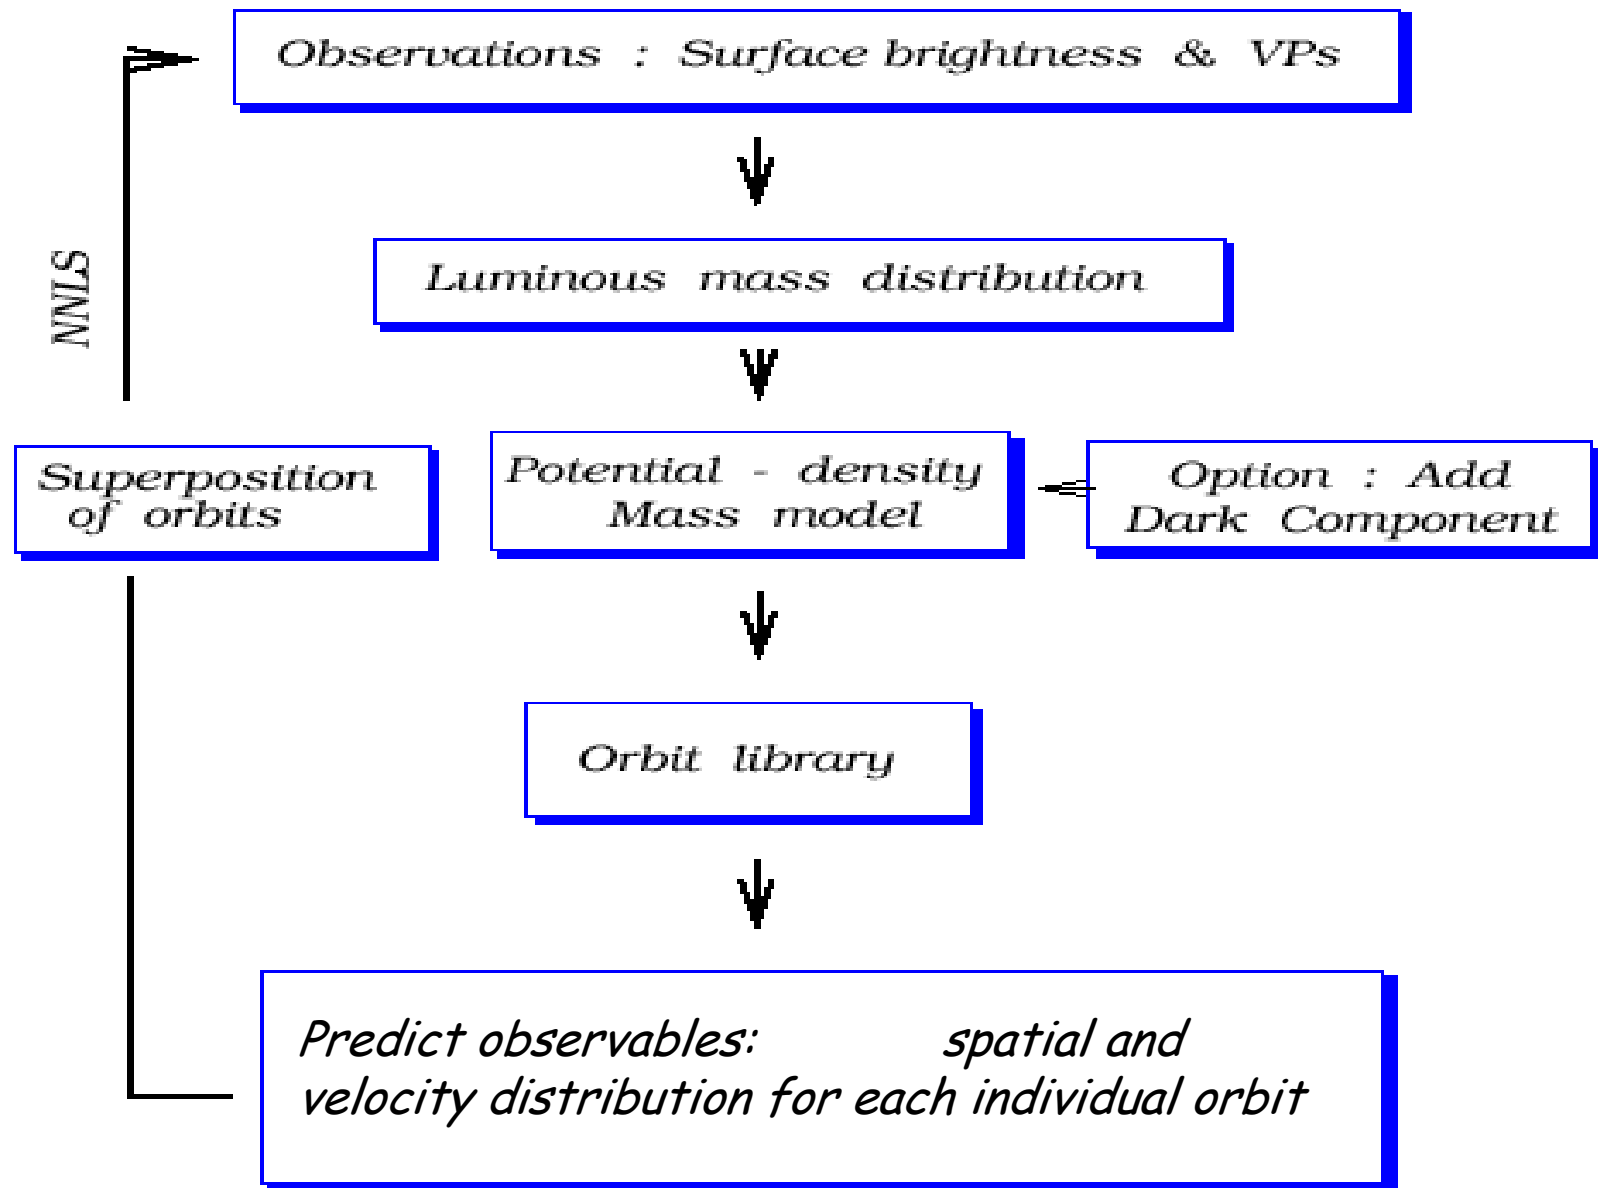 Observations : Surface brightness & VPs
Luminous mass distribution
NNLS
Superposition
of orbits
Potential - density
Mass model
Option : Add
Dark Component
Orbit library
Predict observables: spatial and
velocity distribution for each individual orbit